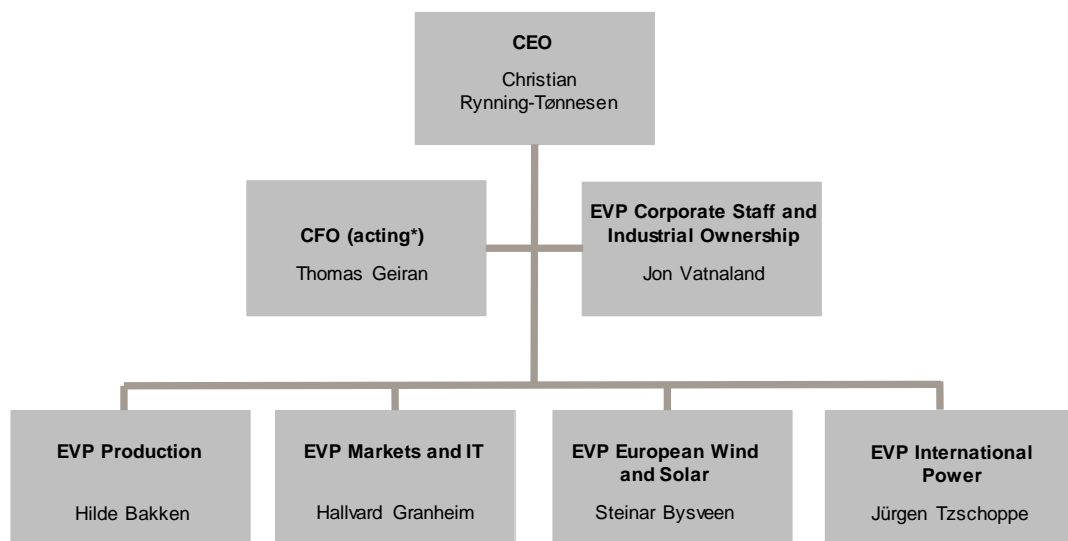 CEO
Christian
Rynning-Tønnesen
CFO (acting*)
Thomas Geiran
EVP Corporate Staff and
Industrial Ownership
Jon Vatnaland
EVP Production
Hilde Bakken
EVP Markets and IT
Hallvard Granheim
EVP European Wind
and Solar
Steinar Bysveen
EVP International
Power
Jürgen Tzschoppe